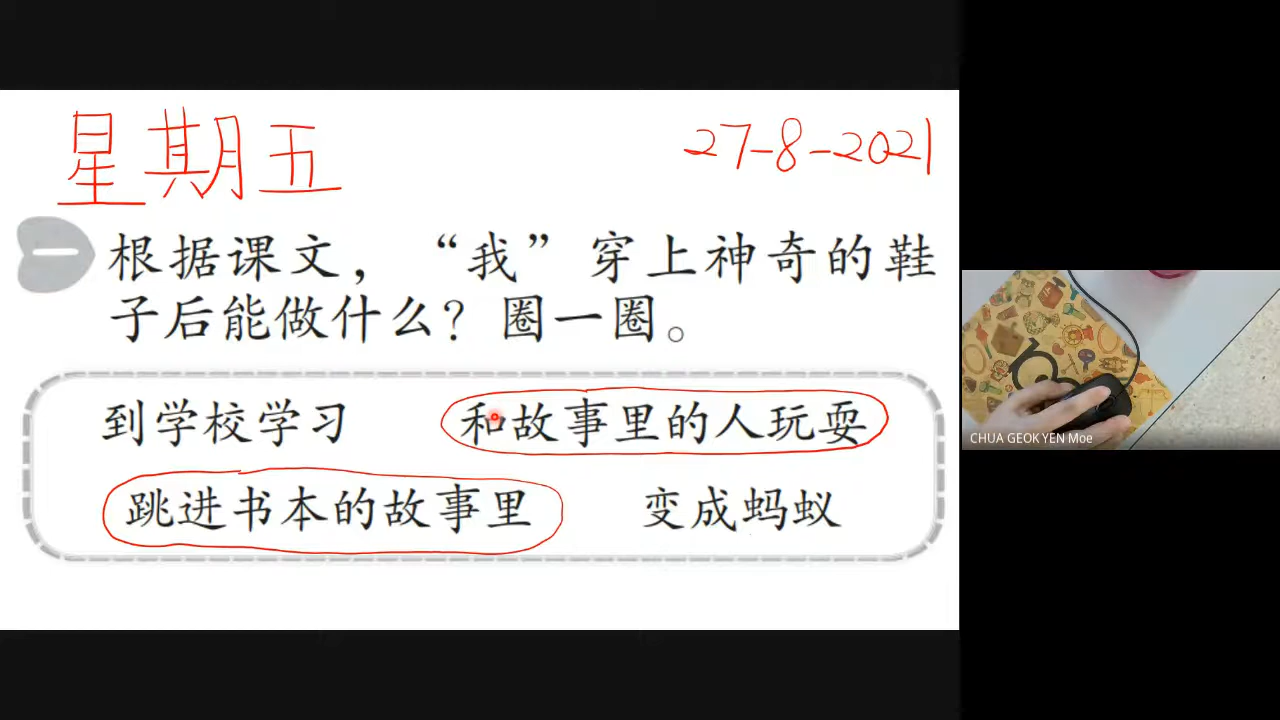 星期五 27-8-2021
一 根据课文，“我”穿上神奇的鞋
子后能做什么？圈一圈。
到学校学习 和故事里的人玩耍
跳进书本的故事里 变成蚂蚁
CHUA GEOK YEN Moe